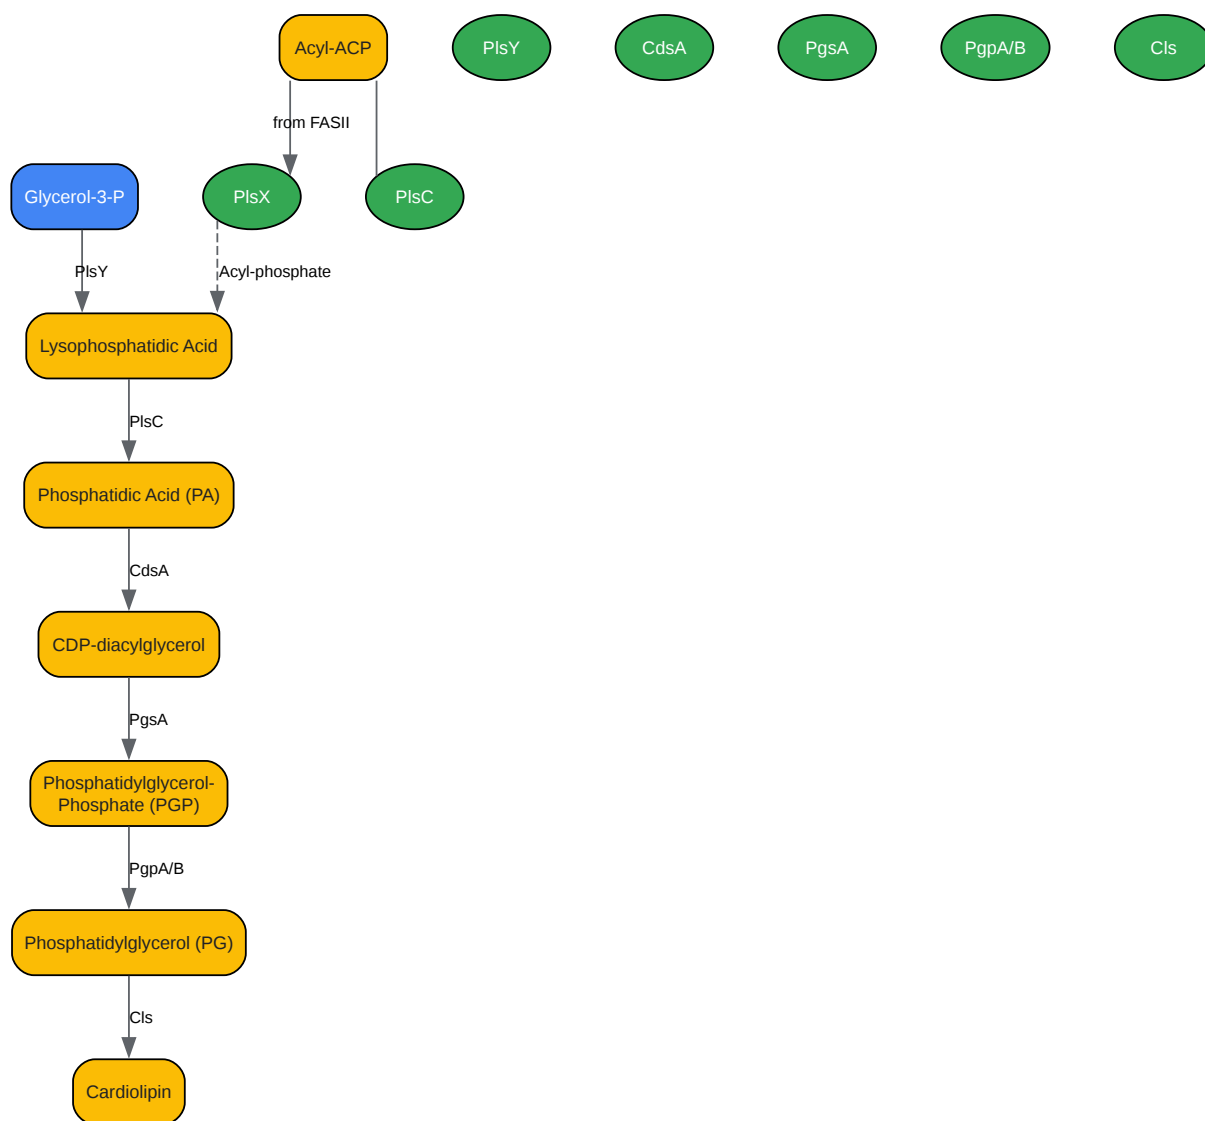 Acyl-ACP
PlsY
CdsA
PgsA
PgpA/B
Cls
from FASII
Glycerol-3-P
PlsX
PlsC
PlsY
Acyl-phosphate
Lysophosphatidic Acid
PlsC
Phosphatidic Acid (PA)
CdsA
CDP-diacylglycerol
PgsA
Phosphatidylglycerol-
Phosphate (PGP)
PgpA/B
Phosphatidylglycerol (PG)
Cls
Cardiolipin